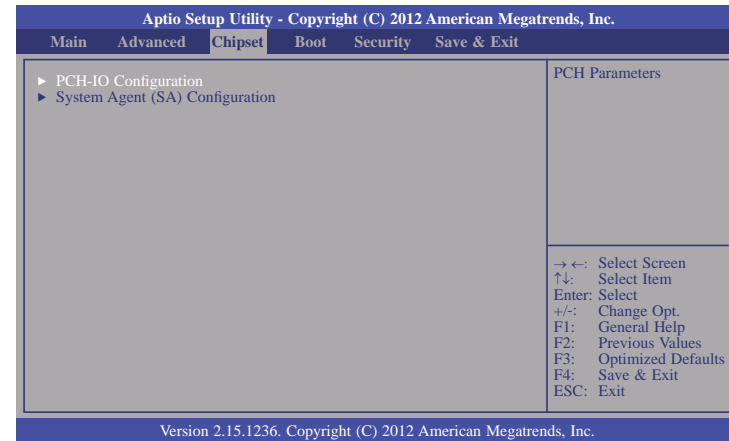 Aptio Setup Utility - Copyright (C) 2012 American Megatrends, Inc.
Main Advanced Chipset Boot Security Save & Exit
► PCH-IO Configuration
► System Agent (SA) Configuration
PCH Parameters
→ ←: Select Screen
↑↓: Select Item
Enter: Select
+/-: Change Opt.
F1: General Help
F2: Previous Values
F3: Optimized Defaults
F4: Save & Exit
ESC: Exit
Version 2.15.1236. Copyright (C) 2012 American Megatrends, Inc.